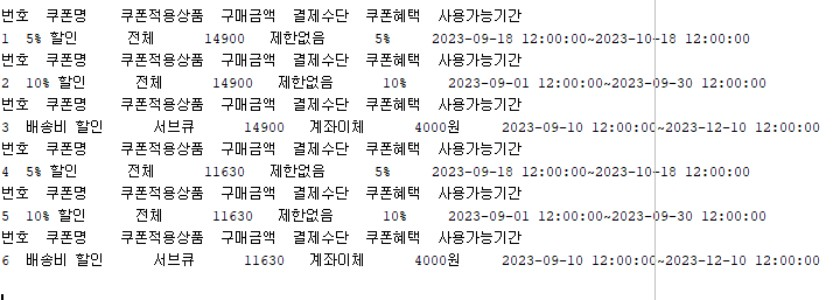 번호 쿠폰명 쿠폰적용상품 구매금액 결제수단 쿠폰혜택 사용가능기간
1 5% 할인 전체 14900 제한없음 5% 2023-09-18 12:00:00~2023-10-18 12:00:00
번호 쿠폰명 쿠폰적용상품 구매금액 결제수단 쿠폰혜택 사용가능기간
2 10% 할인 전체 14900 제한없음 10% 2023-09-01 12:00:00~2023-09-30 12:00:00
번호 쿠폰명 쿠폰적용상품 구매금액 결제수단 쿠폰혜택 사용가능기간
3 배송비 할인 서브큐 14900 계좌이체 4000원 2023-09-10 12:00:00~2023-12-10 12:00:00
번호 쿠폰명 쿠폰적용상품 구매금액 결제수단 쿠폰혜택 사용가능기간
4 5% 할인 전체 11630 제한없음 5% 2023-09-18 12:00:00~2023-10-18 12:00:00
번호 쿠폰명 쿠폰적용상품 구매금액 결제수단 쿠폰혜택 사용가능기간
5 10% 할인 전체 11630 제한없음 10% 2023-09-01 12:00:00~2023-09-30 12:00:00
번호 쿠폰명 쿠폰적용상품 구매금액 결제수단 쿠폰혜택 사용가능기간
6 배송비 할인 서브큐 11630 계좌이체 4000원 2023-09-10 12:00:00~2023-12-10 12:00:00